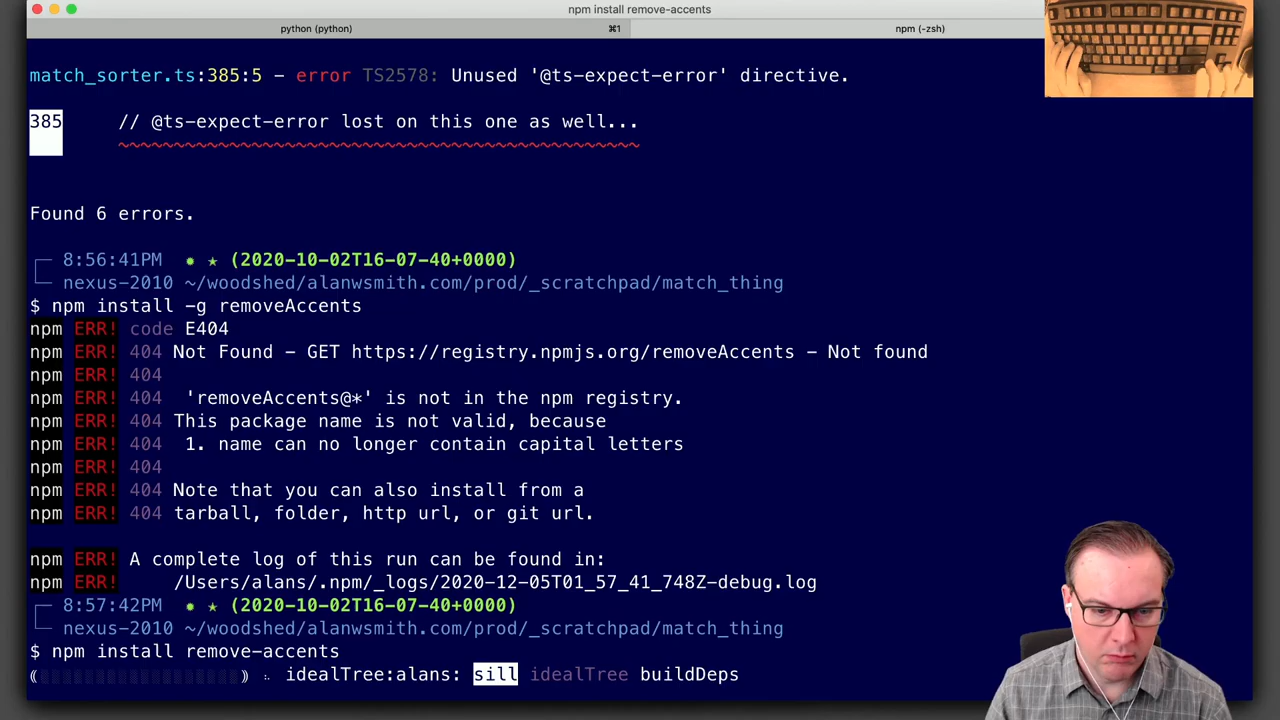 npm install remove-accents
python (python)
⌘1
npm (-zsh)
match_sorter.ts:385:5 - error TS2578: Unused '@ts-expect-error' directive.
385 // @ts-expect-error lost on this one as well...
~~~~~~~~~~~~~~~~~~~~~~~~~~~~~~~~~~~~~~~~~~~~~~~
Found 6 errors.
8:56:41PM ● ★ (2020-10-02T16-07-40+0000)
nexus-2010 ~/woodshed/alanwsmith.com/prod/_scratchpad/match_thing
$ npm install -g removeAccents
npm ERR! code E404
npm ERR! 404 Not Found - GET https://registry.npmjs.org/removeAccents - Not found
npm ERR! 404
npm ERR! 404 'removeAccents@*' is not in the npm registry.
npm ERR! 404 This package name is not valid, because
npm ERR! 404 1. name can no longer contain capital letters
npm ERR! 404
npm ERR! 404 Note that you can also install from a
npm ERR! 404 tarball, folder, http url, or git url.
npm ERR! A complete log of this run can be found in:
npm ERR! /Users/alans/.npm/_logs/2020-12-05T01_57_41_748Z-debug.log
8:57:42PM ● ★ (2020-10-02T16-07-40+0000)
nexus-2010 ~/woodshed/alanwsmith.com/prod/_scratchpad/match_thing
$ npm install remove-accents
idealTree:alans: sill idealTree buildDeps